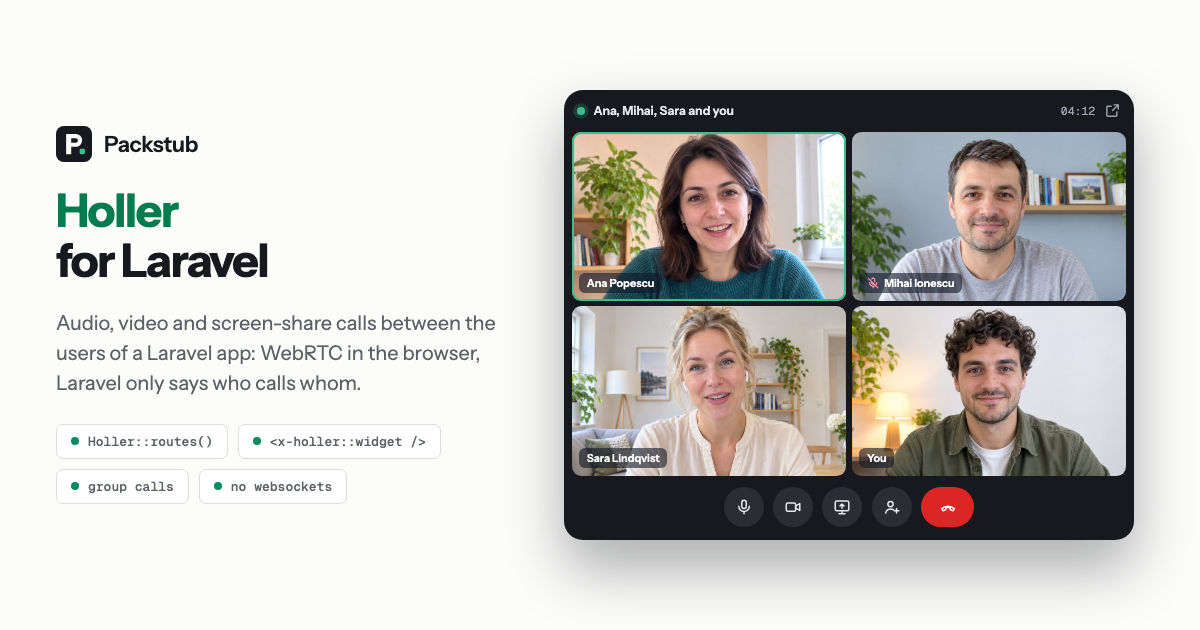 P.
Packstub
Holler
for Laravel
Audio, video and screen-share calls between the
users of a Laravel app: WebRTC in the browser,
Laravel only says who calls whom.
Holler::routes()
<x-holler::widget />
group calls
no websockets
Ana, Mihai, Sara and you
04:12
Ana Popescu
Mihai Ionescu
Sara Lindqvist
You